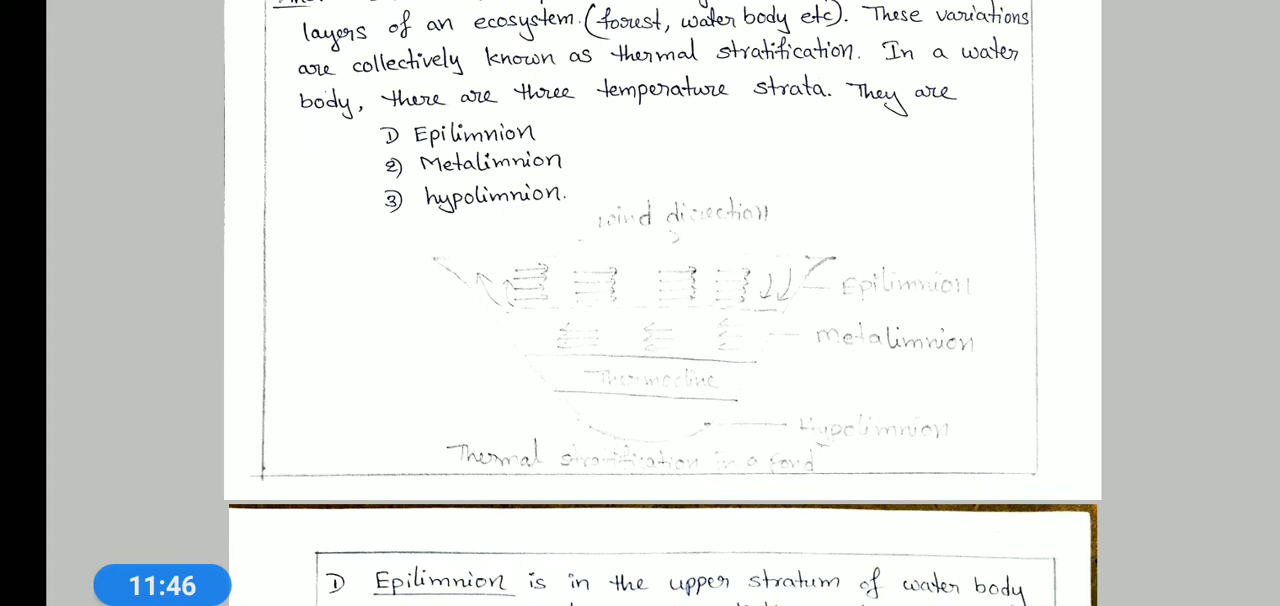 layers of an ecosystem. (forest, water body etc). These variations
are collectively known as thermal stratification. In a water
body, there are three temperature strata. They are
1) Epilimnion
2) Metalimnion
3) hypolimnion.
wind direction
Epilimnion
metalimnion
Thermocline
Hypolimnion
Thermal stratification in a Pond
1) Epilimnion is in the upper stratum of water body
11:46